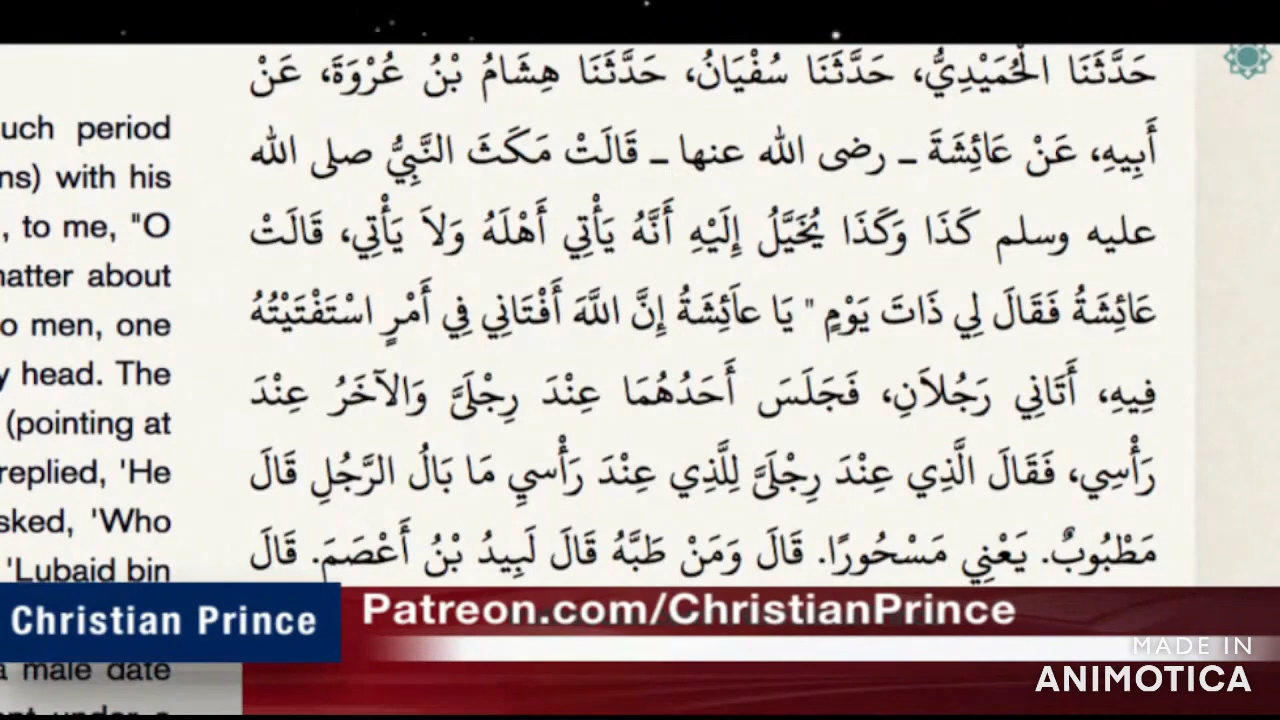 حَدَّثَنَا الْحُمَيْدِيُّ، حَدَّثَنَا سُفْيَانُ، حَدَّثَنَا هِشَامُ بْنُ عُرْوَةَ، عَنْ
أَبِيهِ، عَنْ عَائِشَةَ ـ رضى الله عنها ـ قَالَتْ مَكَثَ النَّبِيُّ صلى الله
عليه وسلم كَذَا وَكَذَا يُخَيَّلُ إِلَيْهِ أَنَّهُ يَأْتِي أَهْلَهُ وَلاَ يَأْتِي، قَالَتْ
عَائِشَةُ فَقَالَ لِي ذَاتَ يَوْمٍ " يَا عَائِشَةُ إِنَّ اللَّهَ أَفْتَانِي فِي أَمْرٍ اسْتَفْتَيْتُهُ
فِيهِ، أَتَانِي رَجُلاَنِ، فَجَلَسَ أَحَدُهُمَا عِنْدَ رِجْلَىَّ وَالآخَرُ عِنْدَ
رَأْسِي، فَقَالَ الَّذِي عِنْدَ رِجْلَىَّ لِلَّذِي عِنْدَ رَأْسِي مَا بَالُ الرَّجُلِ قَالَ
مَطْبُوبٌ. يَعْنِي مَسْحُورًا. قَالَ وَمَنْ طَبَّهُ قَالَ لَبِيدُ بْنُ أَعْصَمَ. قَالَ
uch period
ns) with his
, to me, "O
natter about
o men, one
y head. The
(pointing at
replied, 'He
sked, 'Who
'Lubaid bin
Christian Prince
Patreon.com/ChristianPrince
a male date
MADE IN
ANIMOTICA